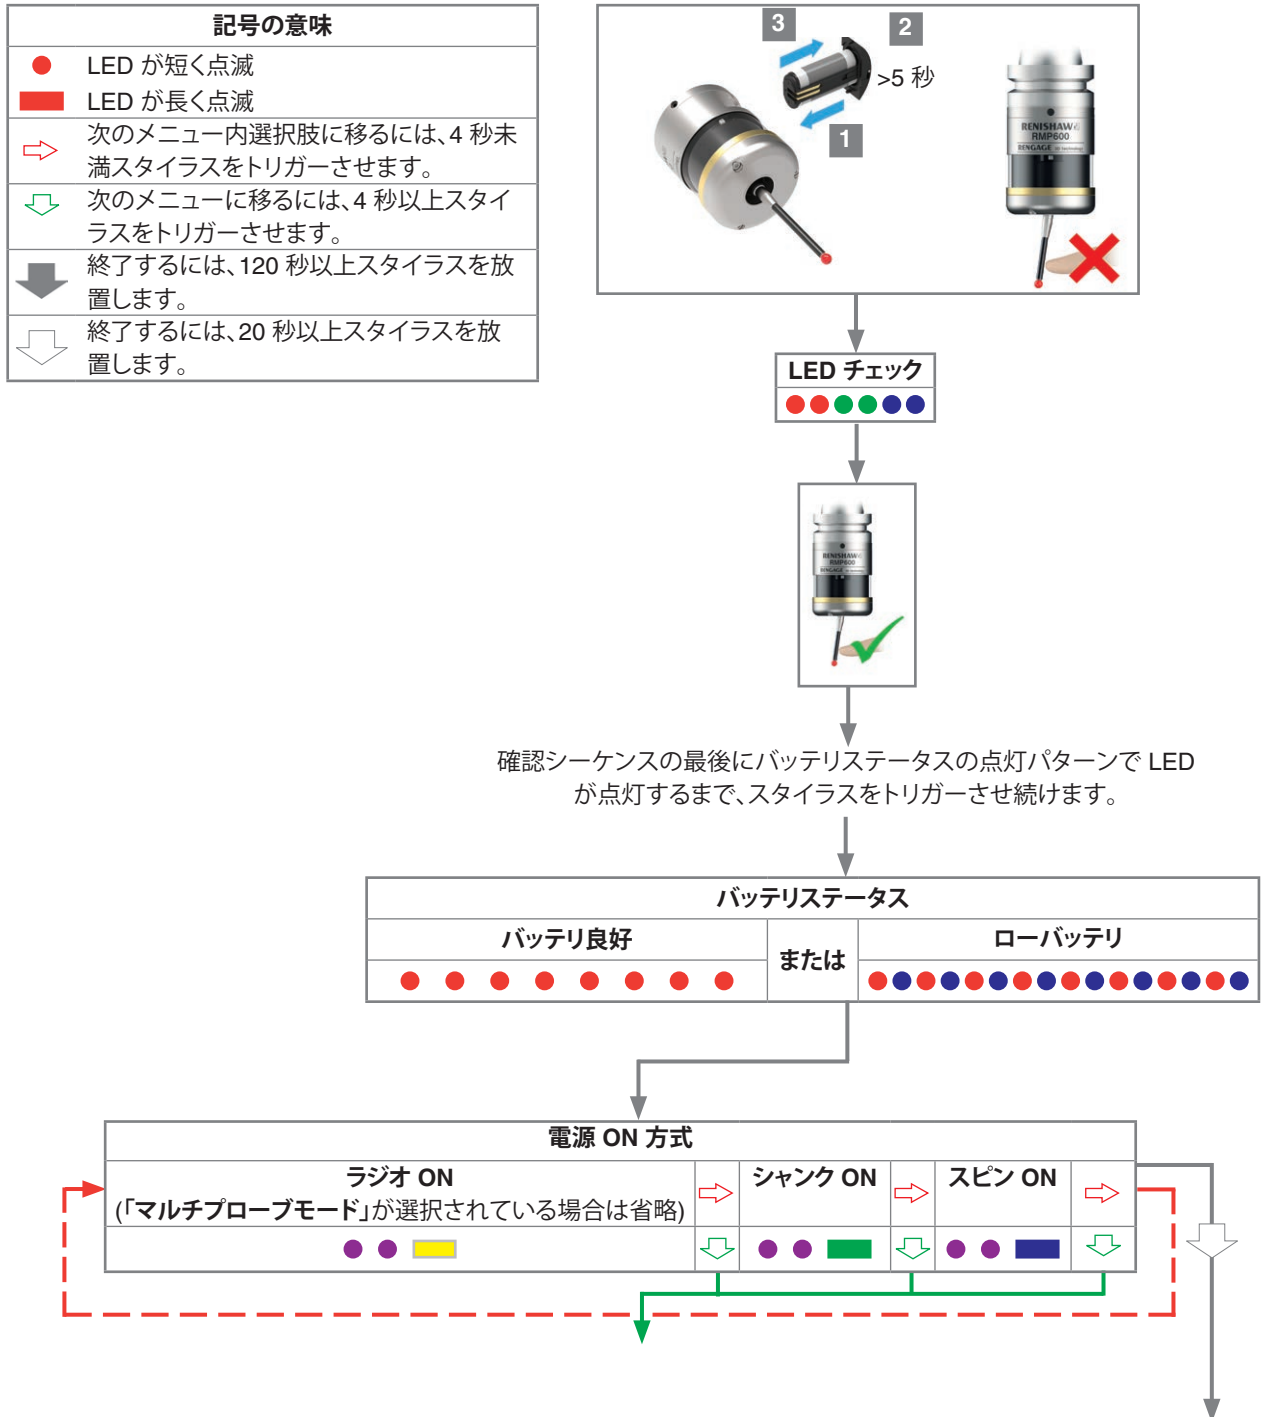 記号の意味
LED が短く点滅
LED が長く点滅
次のメニュー内選択肢に移るには、4 秒未
満スタイラスをトリガーさせます。
次のメニューに移るには、4 秒以上スタイ
ラスをトリガーさせます。
終了するには、120 秒以上スタイラスを放
置します。
終了するには、20 秒以上スタイラスを放
置します。
3
2
>5 秒
1
RENISHAW
RMP600
RENGAGE
LED チェック
RENISHAW
RMP600
RENGAGE
確認シーケンスの最後にバッテリステータスの点灯パターンで LED
が点灯するまで、スタイラスをトリガーさせ続けます。
バッテリステータス
バッテリ良好
または
ローバッテリ
電源 ON 方式
ラジオ ON
(「マルチプローブモード」が選択されている場合は省略)
シャンク ON
スピン ON